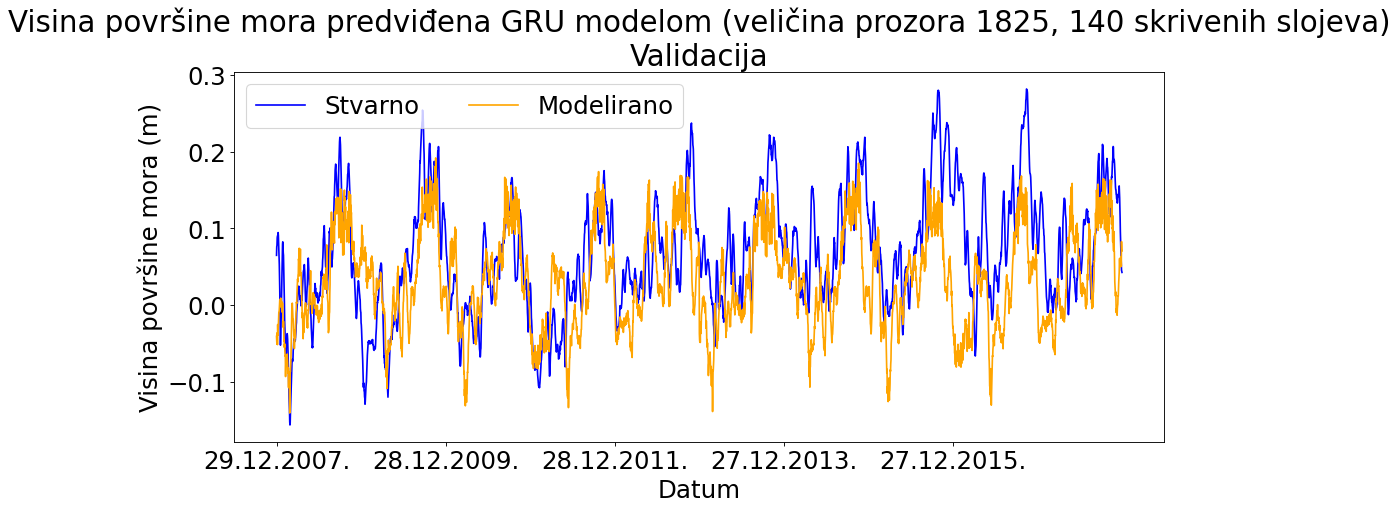 Visina površine mora predviđena GRU modelom (veličina prozora 1825, 140 skrivenih slojeva)
Validacija
Stvarno Modelirano
Visina površine mora (m)
0.3
0.2
0.1
0.0
−0.1
29.12.2007. 28.12.2009. 28.12.2011. 27.12.2013. 27.12.2015.
Datum